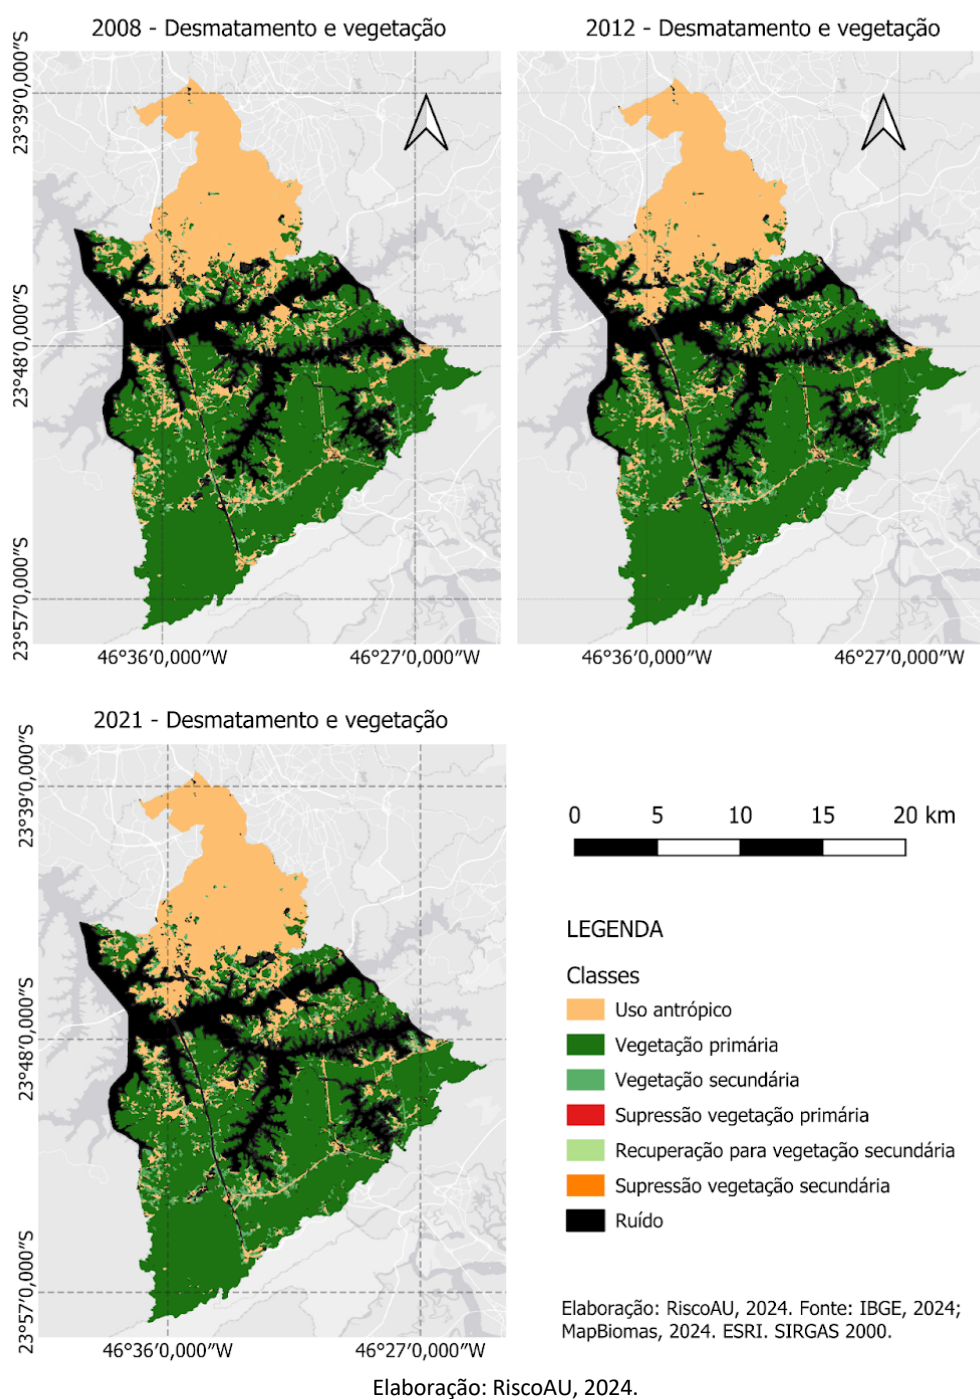 2008 - Desmatamento e vegetação
2012 - Desmatamento e vegetação
23°39'0,000"S
23°48'0,000"S
23°57'0,000"S
46°36'0,000"W
46°27'0,000"W
46°36'0,000"W
46°27'0,000"W
2021 - Desmatamento e vegetação
23°39'0,000"S
23°48'0,000"S
23°57'0,000"S
46°36'0,000"W
46°27'0,000"W
0 5 10 15 20 km
LEGENDA
Classes
Uso antrópico
Vegetação primária
Vegetação secundária
Supressão vegetação primária
Recuperação para vegetação secundária
Supressão vegetação secundária
Ruído
Elaboração: RiscoAU, 2024. Fonte: IBGE, 2024;
MapBiomas, 2024. ESRI. SIRGAS 2000.
Elaboração: RiscoAU, 2024.